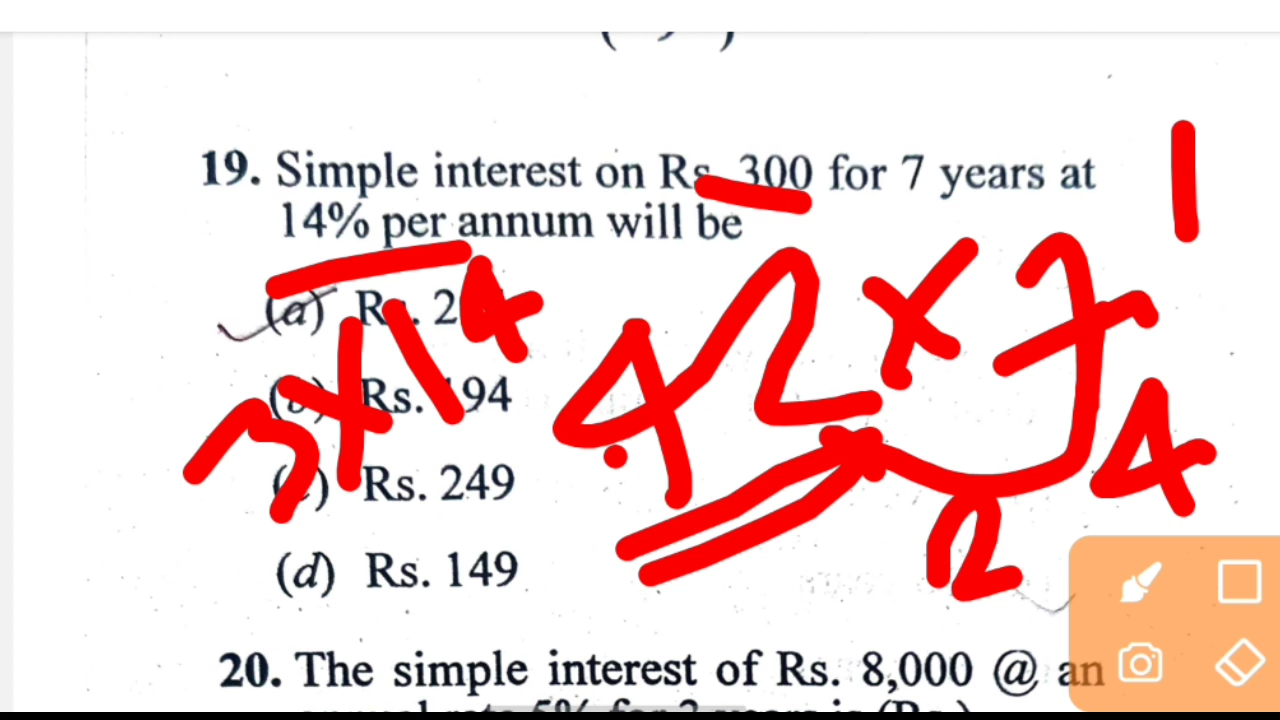 19. Simple interest on Rs. 300 for 7 years at
14% per annum will be
(a) Rs. 2
(b) Rs. 194
(c) Rs. 249
(d) Rs. 149
3 x 14
42 x 7
1
4
2
20. The simple interest of Rs. 8,000 @ an